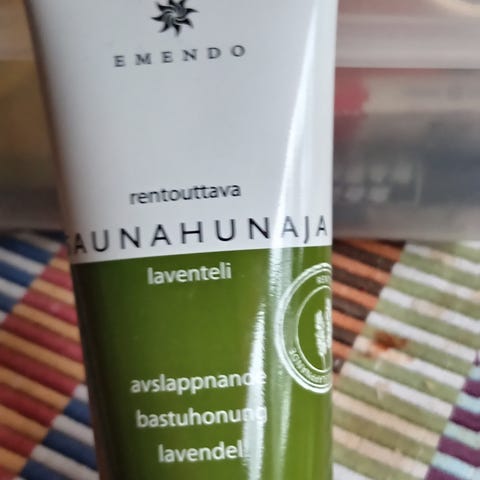 EMENDO
rentouttava
AUNAHUNAJA
laventeli
avslappnande
bastuhonung
lavendel